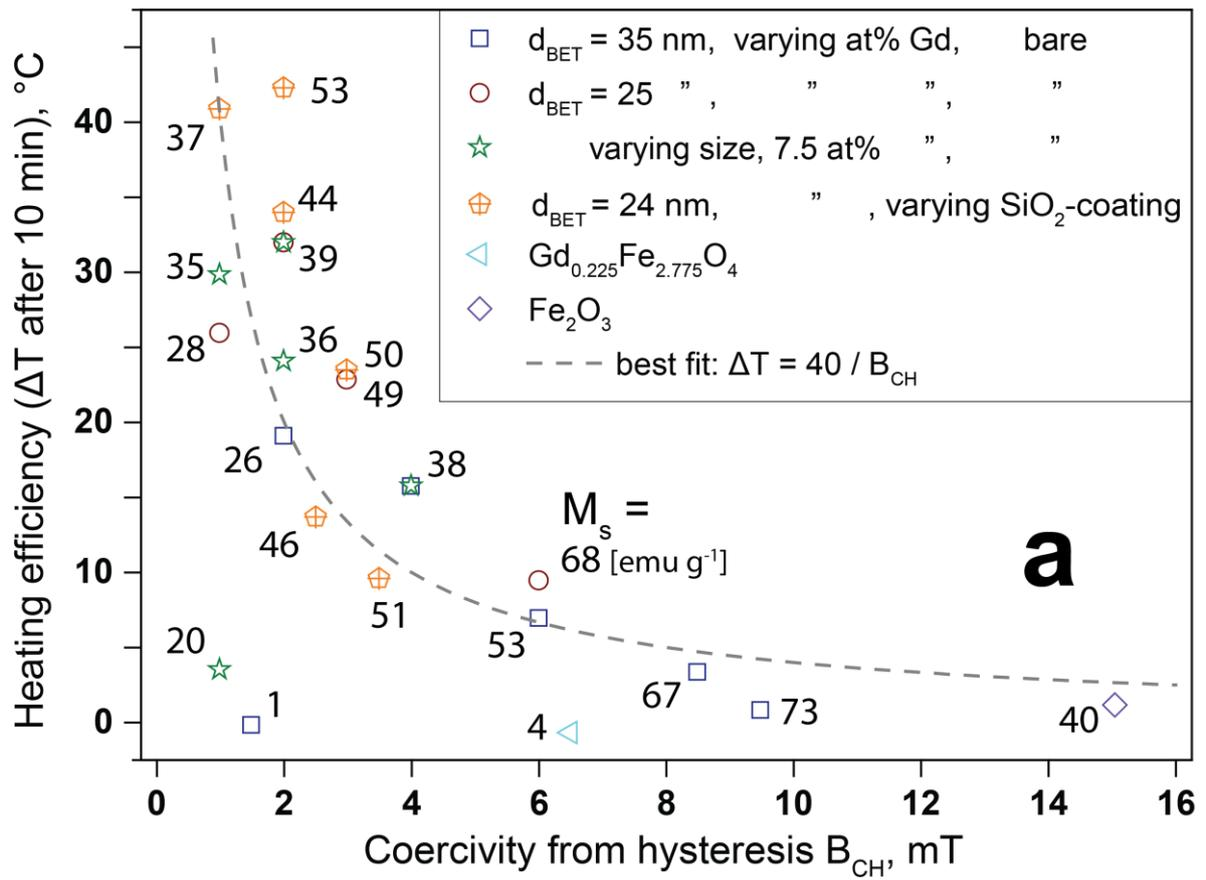 Heating efficiency (ΔT after 10 min), °C
d_BET = 35 nm, varying at% Gd, bare
d_BET = 25 ” , ” ” , ”
varying size, 7.5 at% ” , ”
d_BET = 24 nm, ” , varying SiO₂-coating
Gd₀.₂₂₅Fe₂.₇₇₅O₄
Fe₂O₃
best fit: ΔT = 40 / B_CH
40
30
20
10
0
53
37
44
39
35
36
28
50
49
26
38
46
M_s =
68 [emu g⁻¹]
a
51
53
20
67
1
73
4
40
0 2 4 6 8 10 12 14 16
Coercivity from hysteresis B_CH, mT